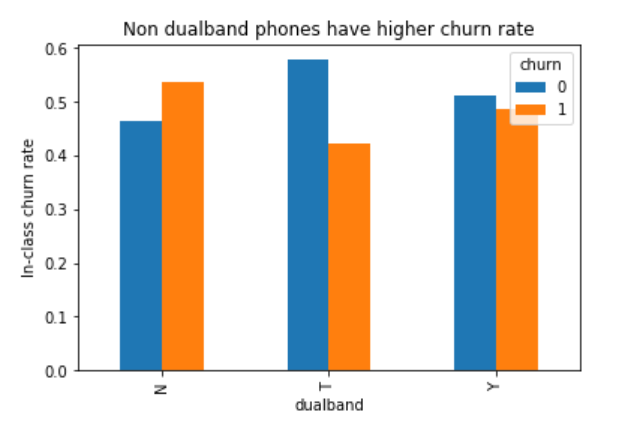 Non dualband phones have higher churn rate
churn
0
1
In-class churn rate
0.6
0.5
0.4
0.3
0.2
0.1
0.0
N
T
Y
dualband